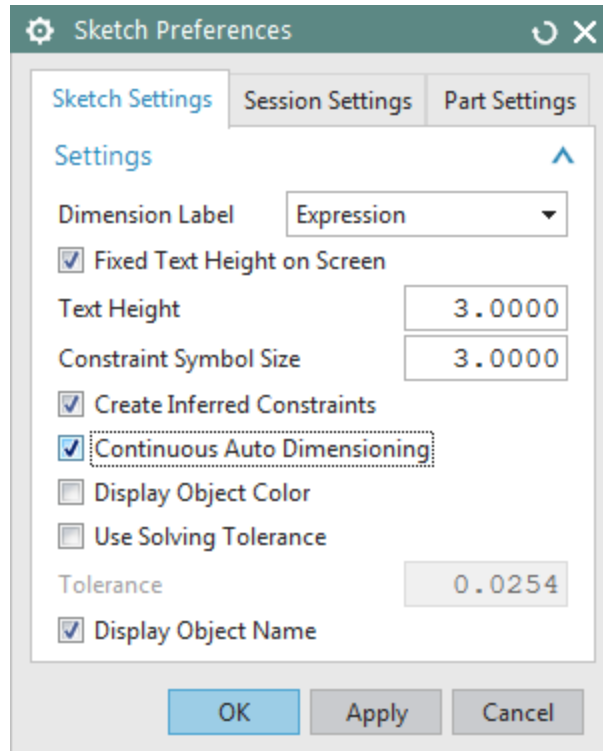 Sketch Preferences
Sketch Settings Session Settings Part Settings
Settings
Dimension Label Expression
Fixed Text Height on Screen
Text Height 3.0000
Constraint Symbol Size 3.0000
Create Inferred Constraints
Continuous Auto Dimensioning
Display Object Color
Use Solving Tolerance
Tolerance 0.0254
Display Object Name
OK Apply Cancel